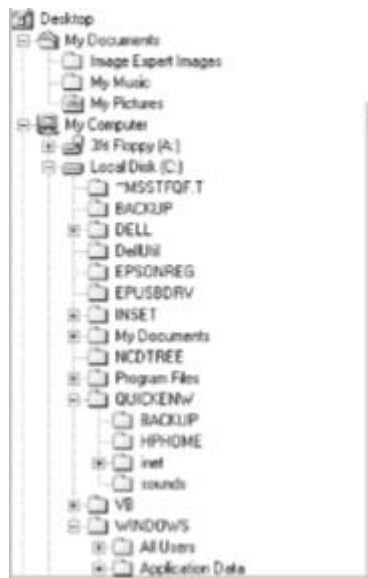 Desktop
My Documents
Image Expert Images
My Music
My Pictures
My Computer
3½ Floppy (A:)
Local Disk (C:)
~MSSTFQF.T
BACKUP
DELL
DellUtil
EPSONREG
EPUSBDRV
INSET
My Documents
NCDTREE
Program Files
QUICKENW
BACKUP
HPHOME
inet
sounds
VB
WINDOWS
All Users
Application Data